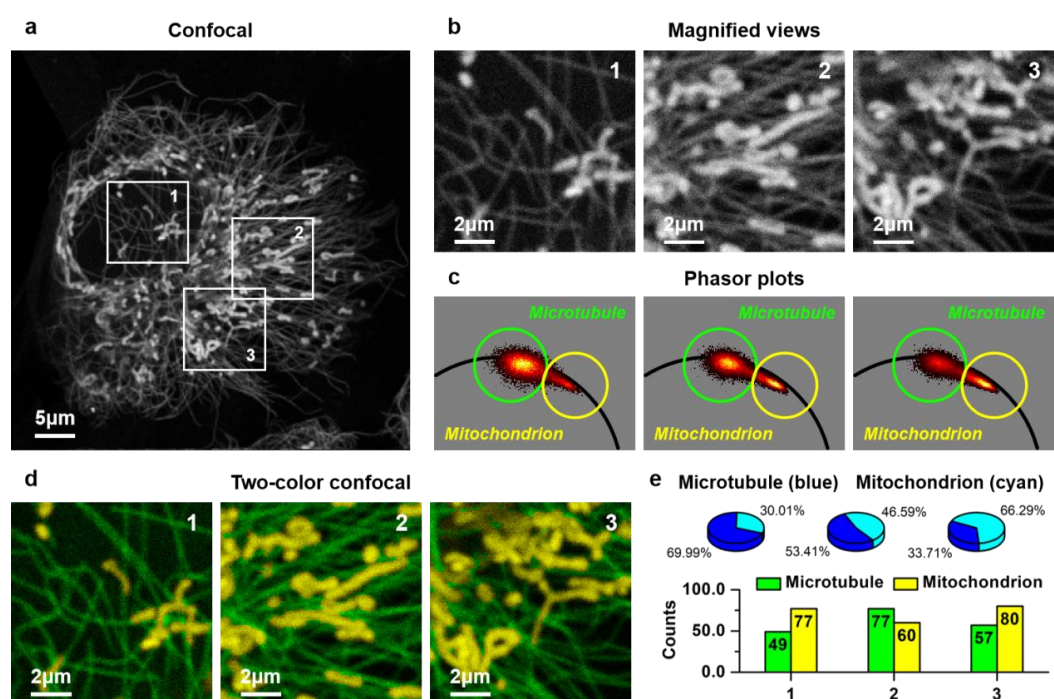 a
Confocal
1
2
3
5μm
b
Magnified views
1
2
3
2μm
2μm
2μm
c
Phasor plots
Microtubule
Microtubule
Microtubule
Mitochondrion
Mitochondrion
Mitochondrion
d
Two-color confocal
1
2
3
2μm
2μm
2μm
e
Microtubule (blue) Mitochondrion (cyan)
30.01% 46.59% 66.29%
69.99% 53.41% 33.71%
Microtubule Mitochondrion
Counts
100.0
50.0
0.0
49 77 77 60 57 80
1 2 3